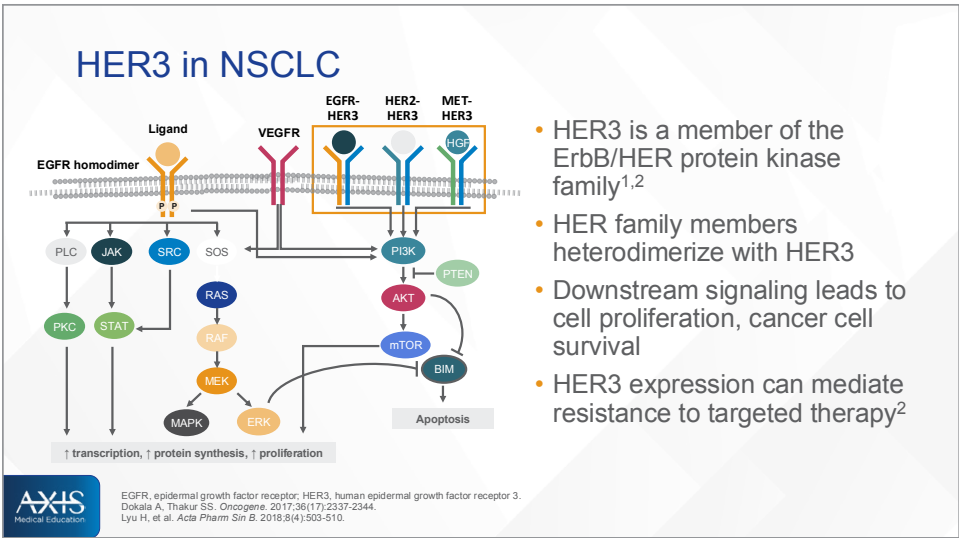 HER3 in NSCLC
EGFR-
HER3
HER2-
HER3
MET-
HER3
Ligand
VEGFR
HGF
EGFR homodimer
P P
PLC
JAK
SRC
SOS
PI3K
PTEN
RAS
AKT
PKC
STAT
RAF
mTOR
BIM
MEK
MAPK
ERK
Apoptosis
↑ transcription, ↑ protein synthesis, ↑ proliferation
• HER3 is a member of the
ErbB/HER protein kinase
family1,2
• HER family members
heterodimerize with HER3
• Downstream signaling leads to
cell proliferation, cancer cell
survival
• HER3 expression can mediate
resistance to targeted therapy2
AXIS
Medical Education
EGFR, epidermal growth factor receptor; HER3, human epidermal growth factor receptor 3.
Dokala A, Thakur SS. Oncogene. 2017;36(17):2337-2344.
Lyu H, et al. Acta Pharm Sin B. 2018;8(4):503-510.